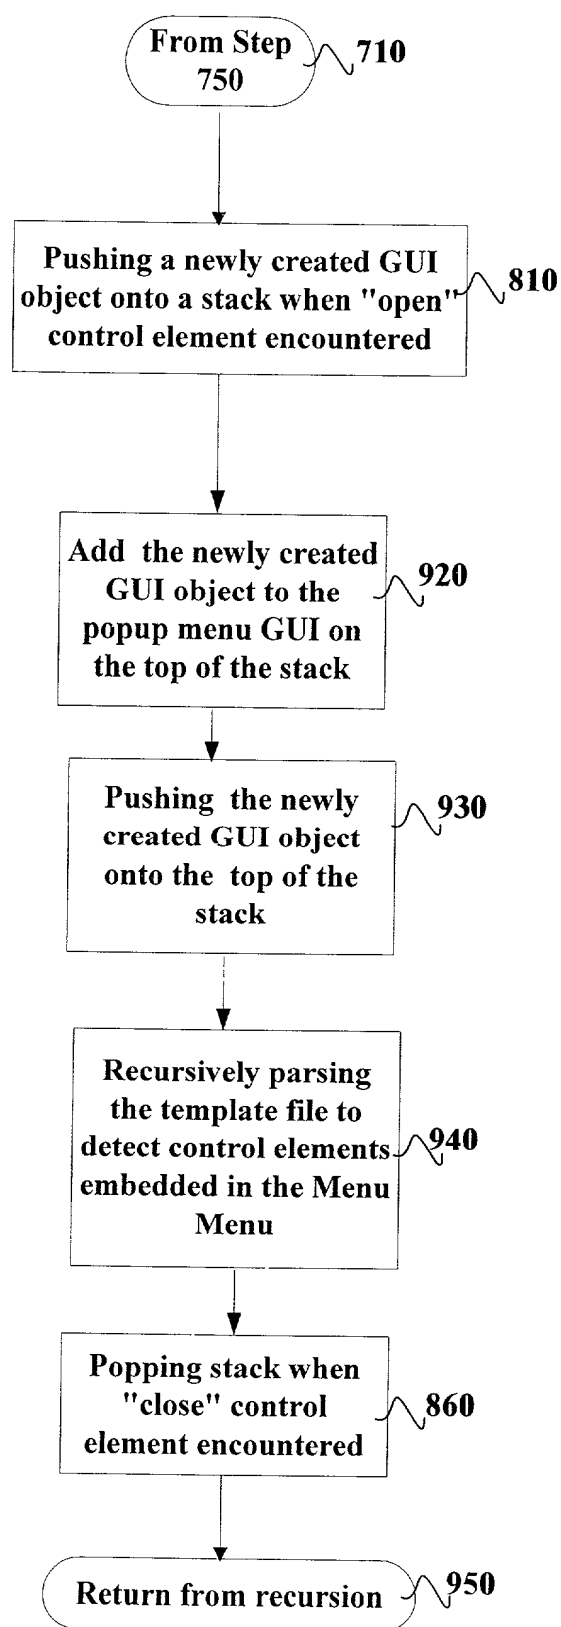 From Step
750
710
Pushing a newly created GUI
object onto a stack when "open"
control element encountered
810
Add the newly created
GUI object to the
popup menu GUI on
the top of the stack
920
Pushing the newly
created GUI object
onto the top of the
stack
930
Recursively parsing
the template file to
detect control elements
embedded in the Menu
Menu
940
Popping stack when
"close" control
element encountered
860
Return from recursion
950